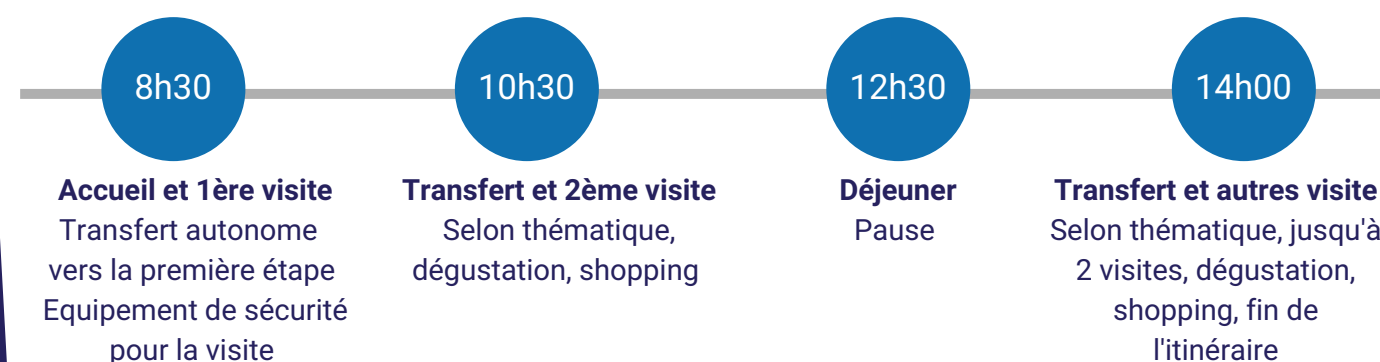 8h30
Accueil et 1ère visite
Transfert autonome
vers la première étape
Equipement de sécurité
pour la visite
10h30
Transfert et 2ème visite
Selon thématique,
dégustation, shopping
12h30
Déjeuner
Pause
14h00
Transfert et autres visite
Selon thématique, jusqu'à
2 visites, dégustation,
shopping, fin de
l'itinéraire